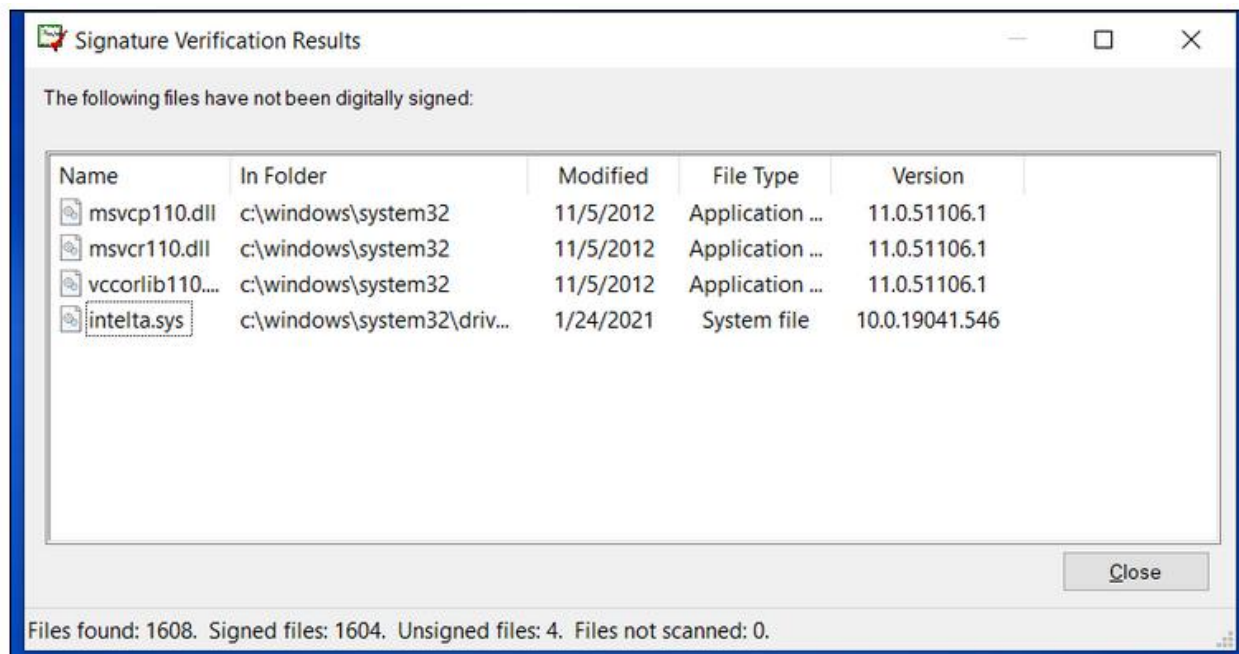 Signature Verification Results
The following files have not been digitally signed:
Name In Folder Modified File Type Version
msvcp110.dll c:\windows\system32 11/5/2012 Application ... 11.0.51106.1
msvcr110.dll c:\windows\system32 11/5/2012 Application ... 11.0.51106.1
vccorlib110.... c:\windows\system32 11/5/2012 Application ... 11.0.51106.1
intelta.sys c:\windows\system32\driv... 1/24/2021 System file 10.0.19041.546
Close
Files found: 1608. Signed files: 1604. Unsigned files: 4. Files not scanned: 0.